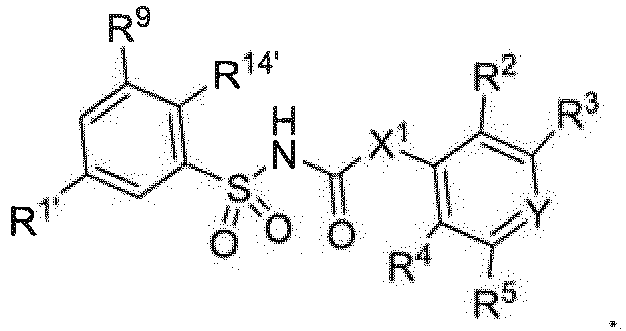 R⁹
R¹⁴'
R²
R³
H
N
X¹
R¹'
S
Y
O
O
O
R⁴
R⁵
.